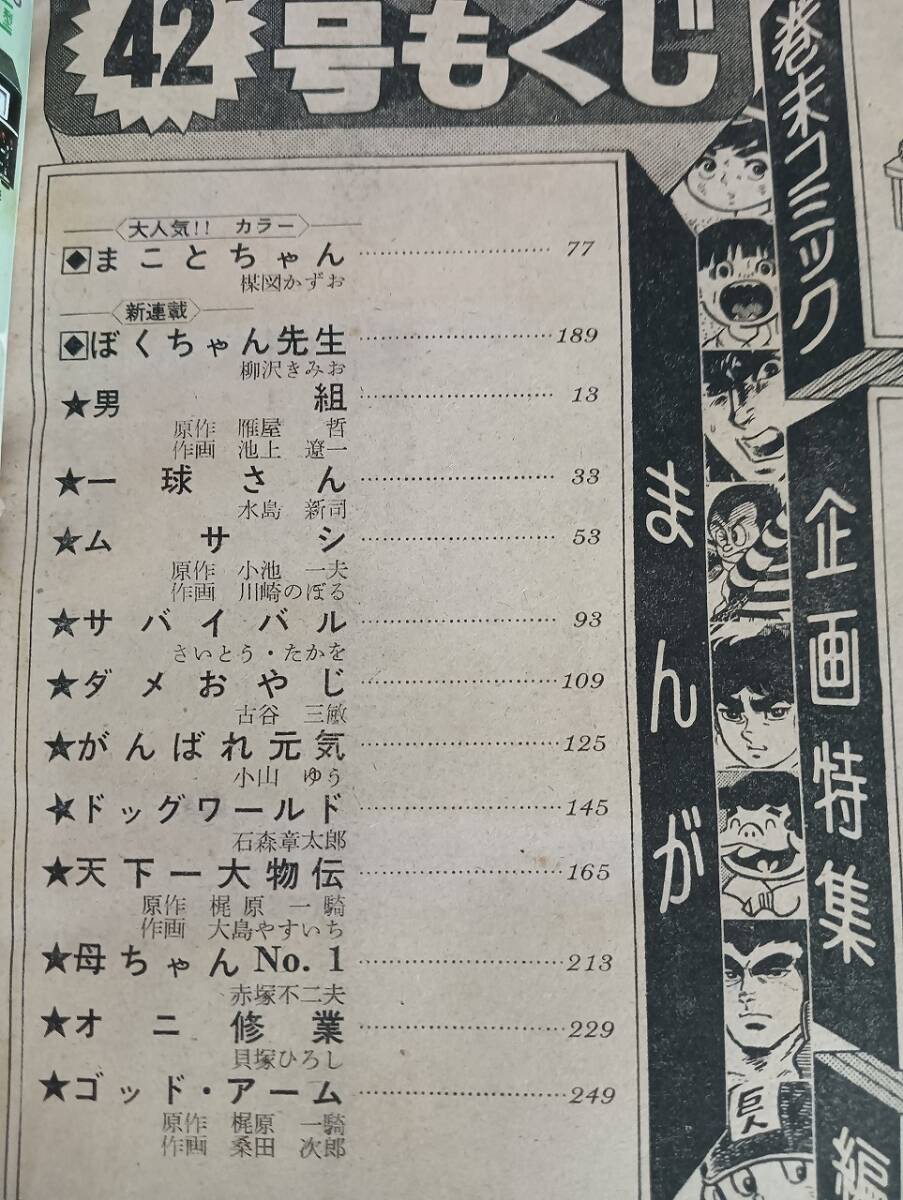 42
号もくじ
大人気!! カラー
◆まことちゃん 77
楳図かずお
新連載
◆ぼくちゃん先生 189
柳沢きみお
★男組 13
原作 雁屋 哲
作画 池上 遼一
★一球さん 33
水島 新司
★ムサシ 53
原作 小池 一夫
作画 川崎のぼる
★サバイバル 93
さいとう・たかを
★ダメおやじ 109
古谷 三敏
★がんばれ元気 125
小山 ゆう
★ドッグワールド 145
石森章太郎
★天下一大物伝 165
原作 梶原 一騎
作画 大島やすいち
★母ちゃんNo.1 213
赤塚不二夫
★オニ修業 229
貝塚ひろし
★ゴッド・アーム 249
原作 梶原 一騎
作画 桑田 次郎
まんが
巻末コミック
企画特集
編
巨人